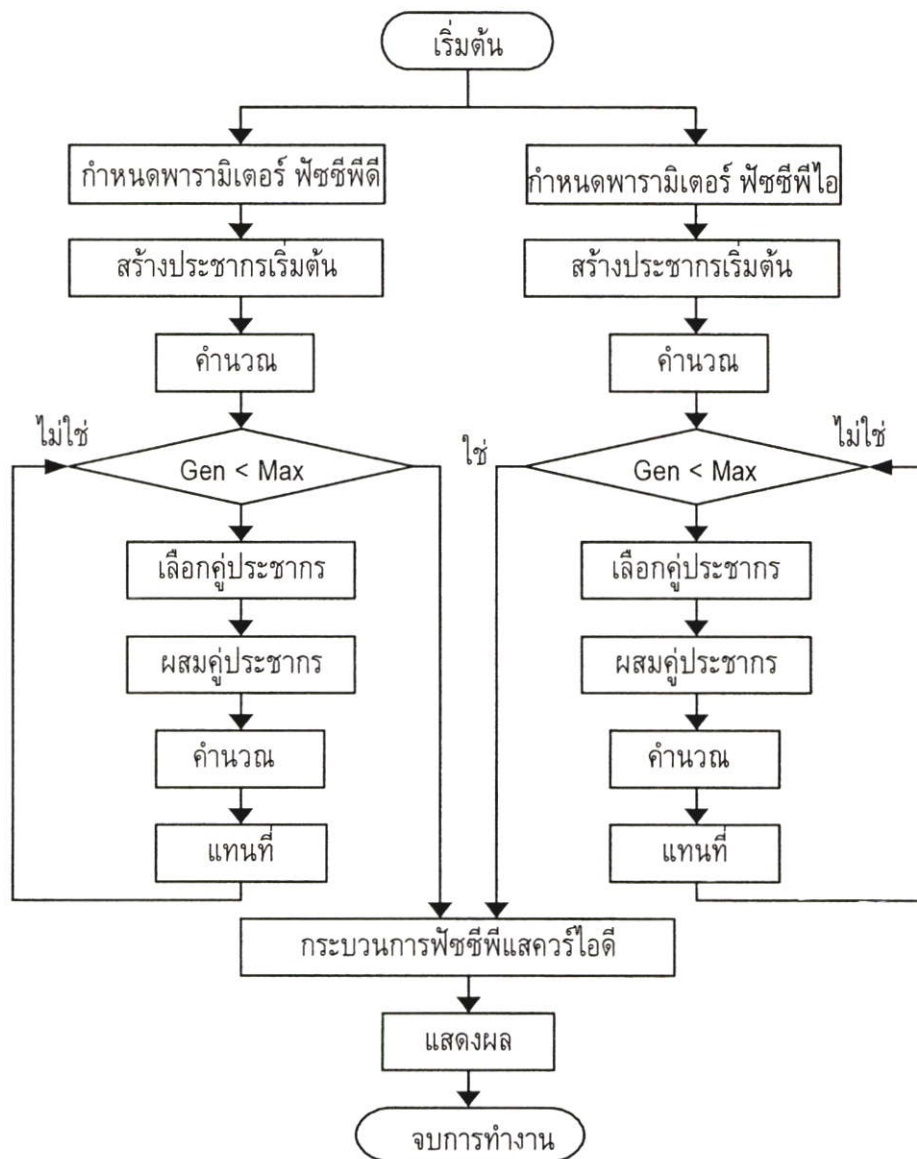 เริ่มต้น
กำหนดพารามิเตอร์ ฟัซซีพีดี
กำหนดพารามิเตอร์ ฟัซซีพีไอ
สร้างประชากรเริ่มต้น
สร้างประชากรเริ่มต้น
คำนวณ
คำนวณ
ไม่ใช่
ใช่
ไม่ใช่
Gen < Max
Gen < Max
เลือกคู่ประชากร
เลือกคู่ประชากร
ผสมคู่ประชากร
ผสมคู่ประชากร
คำนวณ
คำนวณ
แทนที่
แทนที่
กระบวนการฟัซซีพีแสควร์ไอดี
แสดงผล
จบการทำงาน